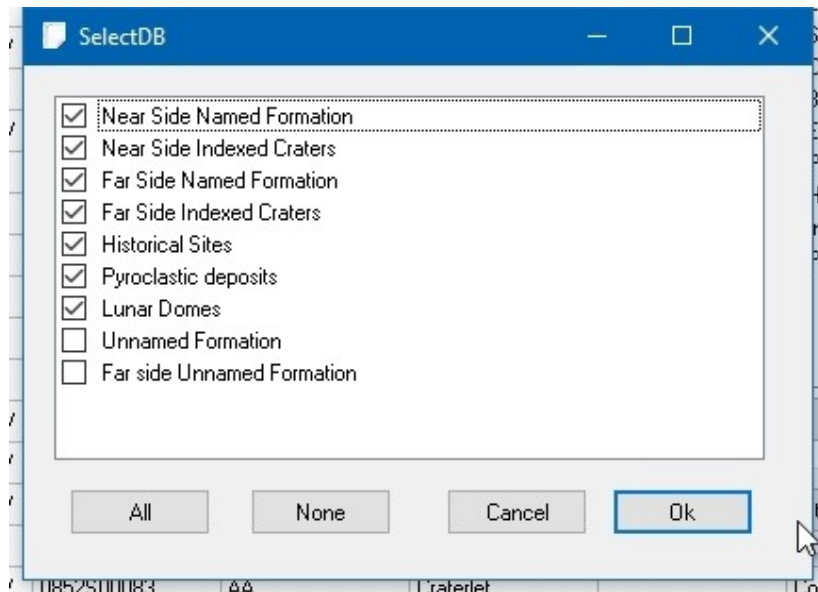 SelectDB
Near Side Named Formation
Near Side Indexed Craters
Far Side Named Formation
Far Side Indexed Craters
Historical Sites
Pyroclastic deposits
Lunar Domes
Unnamed Formation
Far side Unnamed Formation
All None Cancel Ok
08525U0083 AA Craterlet